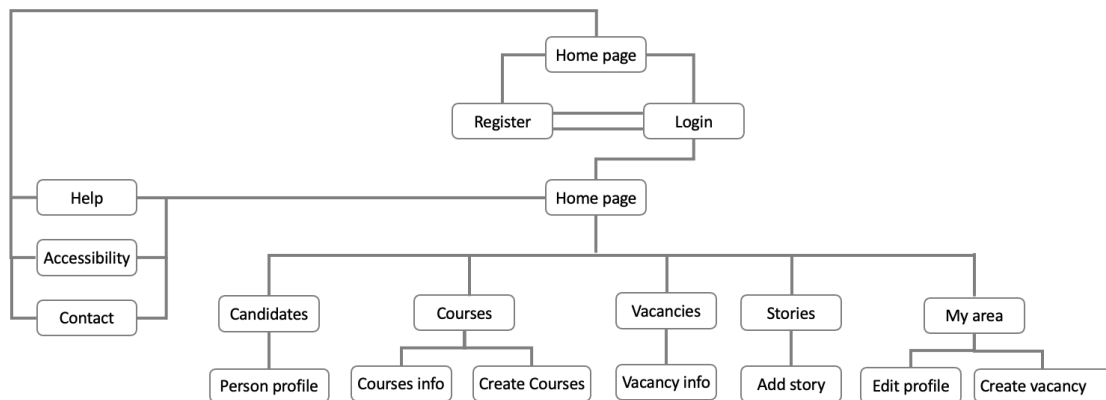 Home page
Register
Login
Help
Home page
Accessibility
Contact
Candidates
Courses
Vacancies
Stories
My area
Person profile
Courses info
Create Courses
Vacancy info
Add story
Edit profile
Create vacancy